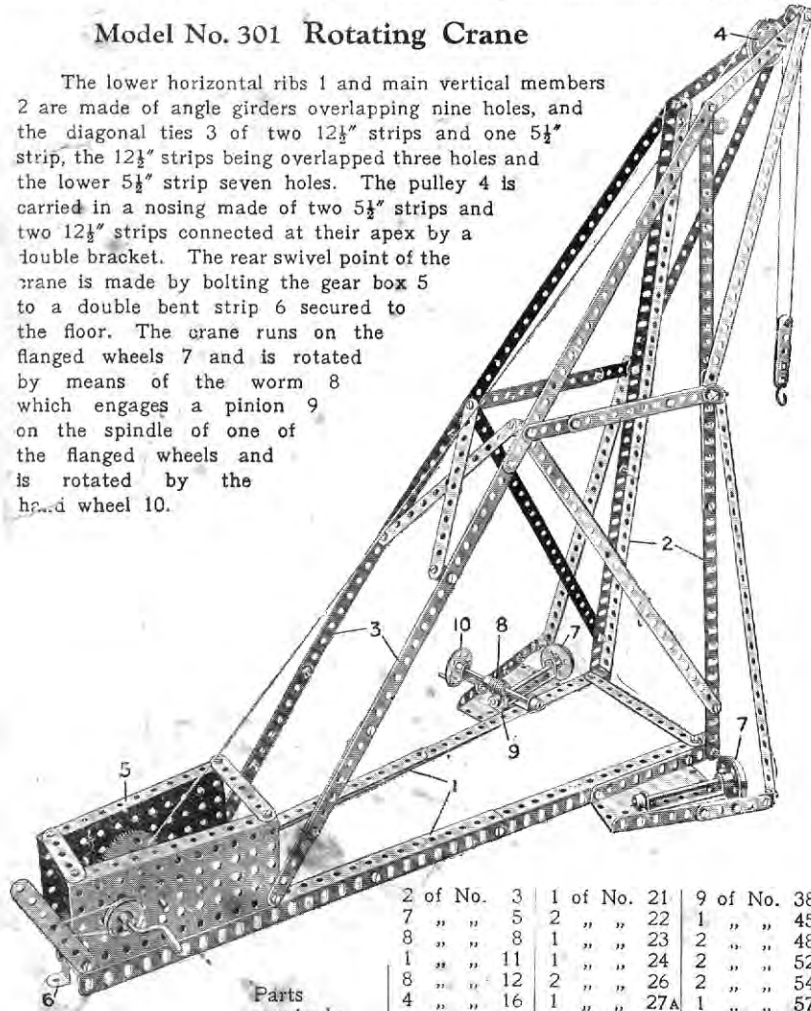 Model No. 301 Rotating Crane
The lower horizontal ribs 1 and main vertical members
2 are made of angle girders overlapping nine holes, and
the diagonal ties 3 of two 12½″ strips and one 5½″
strip, the 12½″ strips being overlapped three holes and
the lower 5½″ strip seven holes. The pulley 4 is
carried in a nosing made of two 5½″ strips and
two 12½″ strips connected at their apex by a
double bracket. The rear swivel point of the
crane is made by bolting the gear box 5
to a double bent strip 6 secured to
the floor. The crane runs on the
flanged wheels 7 and is rotated
by means of the worm 8
which engages a pinion 9
on the spindle of one of
the flanged wheels and
is rotated by the
hand wheel 10.
4
2
3
10 8 7
9
7
5
1
6
Parts
2 of No. 3 | 1 of No. 21 | 9 of No. 38
7 „ „ 5 | 2 „ „ 22 | 1 „ „ 45
8 „ „ 8 | 1 „ „ 23 | 2 „ „ 48
1 „ „ 11 | 1 „ „ 24 | 2 „ „ 52
8 „ „ 12 | 2 „ „ 26 | 2 „ „ 54
4 „ „ 16 | 1 „ „ 27A | 1 „ „ 57